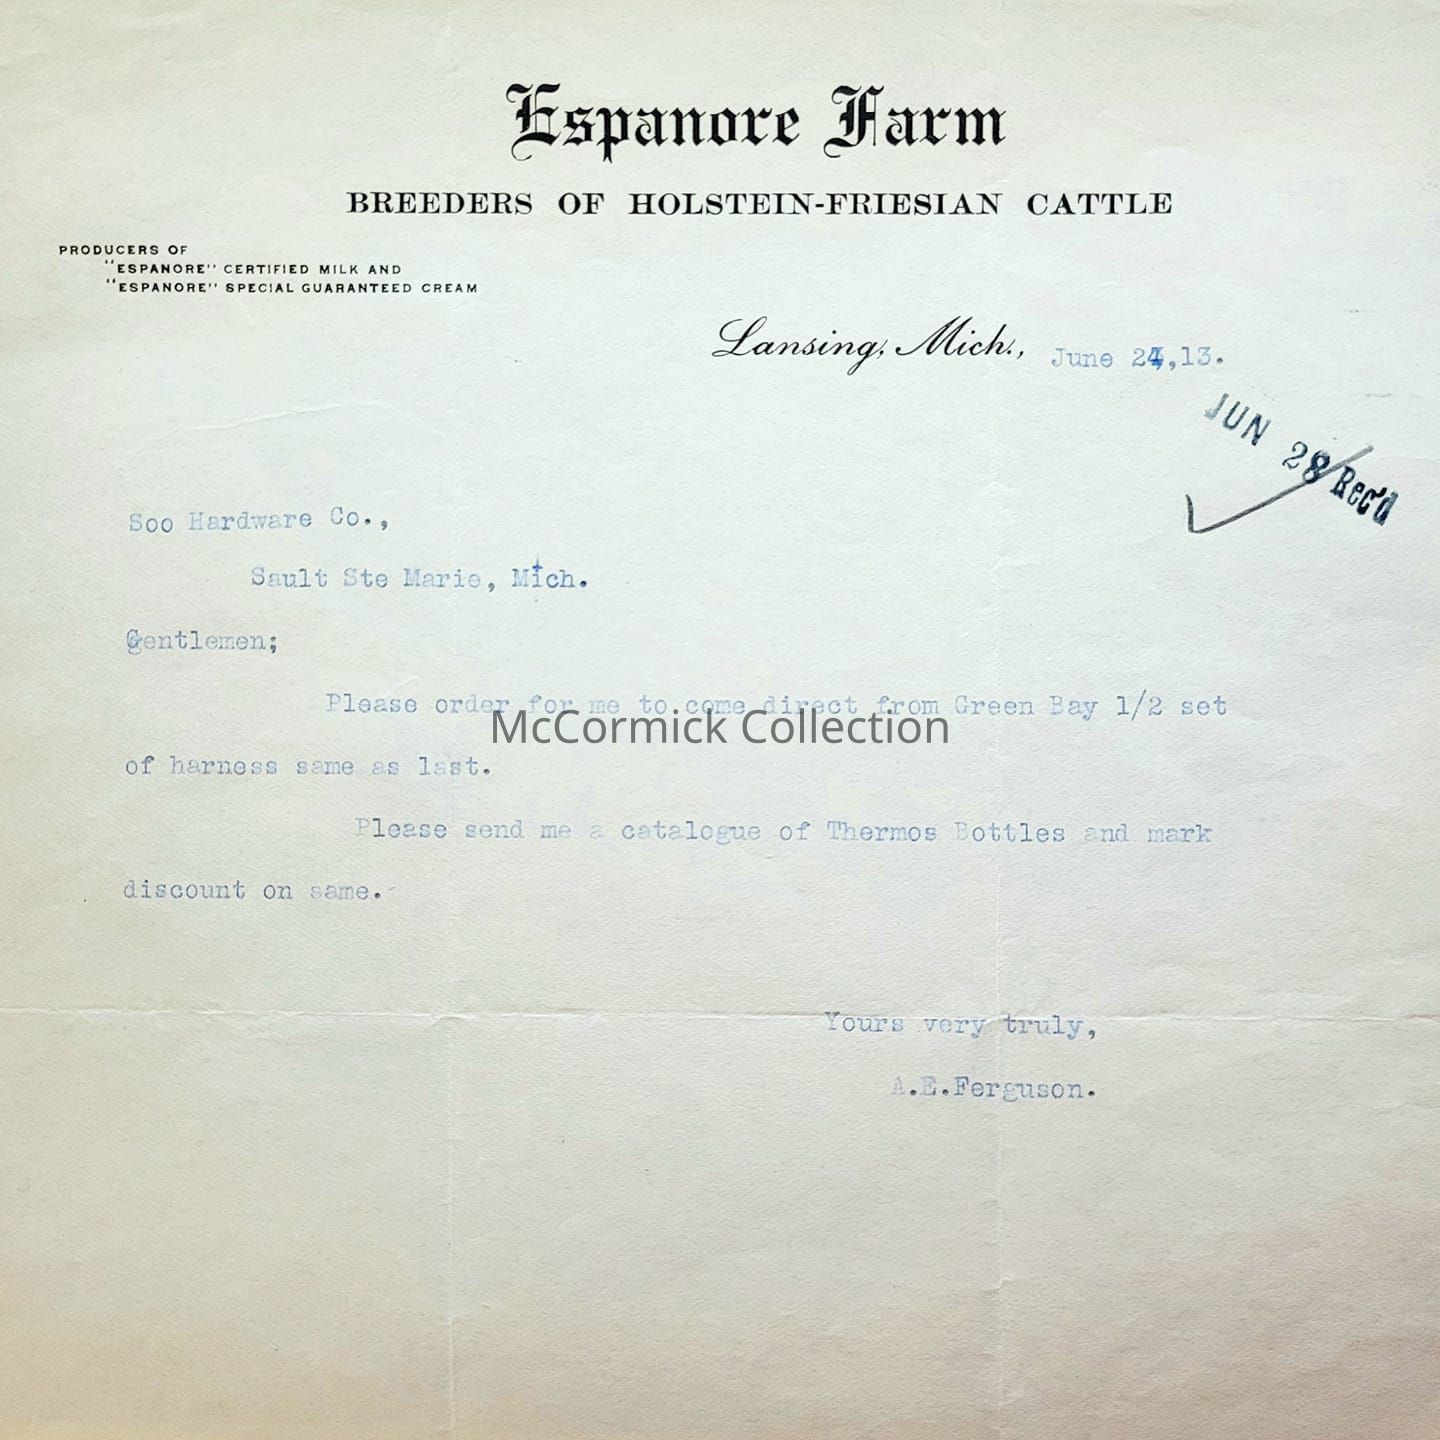 Espanore Farm
BREEDERS OF HOLSTEIN-FRIESIAN CATTLE
PRODUCERS OF
"ESPANORE" CERTIFIED MILK AND
"ESPANORE" SPECIAL GUARANTEED CREAM
Lansing, Mich., June 24,13.
JUN 28 Rec'd
Soo Hardware Co.,
Sault Ste Marie, Mich.
Gentlemen;
Please order for me to come direct from Green Bay 1/2 set
McCormick Collection
of harness same as last.
Please send me a catalogue of Thermos Bottles and mark
discount on same.
Yours very truly,
A.E.Ferguson.